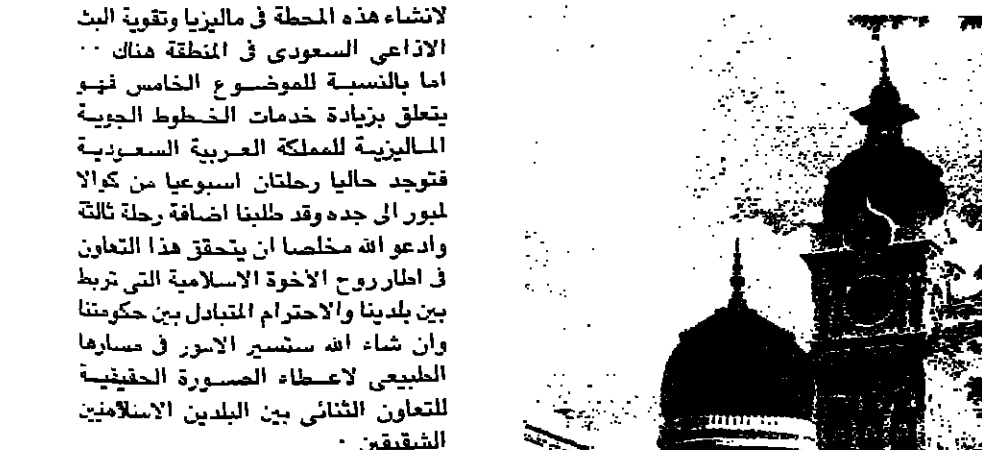 لانشاء هذه المحطة فى ماليزيا وتقوية البث
الاذاعي السعودى فى المنطقة هناك ٠٠
اما بالنسبة للموضوع الخامس فهو
يتعلق بزيادة خدمات الخطوط الجوية
الماليزية للمملكة العربية السعودية
فتوجد حاليا رحلتان اسبوعيا من كوالا
لمبور الى جده وقد طلبنا اضافة رحلة ثالثة
وادعو الله مخلصا ان يتحقق هذا التعاون
فى اطار روح الاخوة الاسلامية التى تربط
بين بلدينا والاحترام المتبادل بين حكومتنا
وان شاء الله ستسير الامور فى مسارها
الطبيعى لاعطاء الصورة الحقيقية
للتعاون الثنائى بين البلدين الاسلاميين
الشقيقين ٠